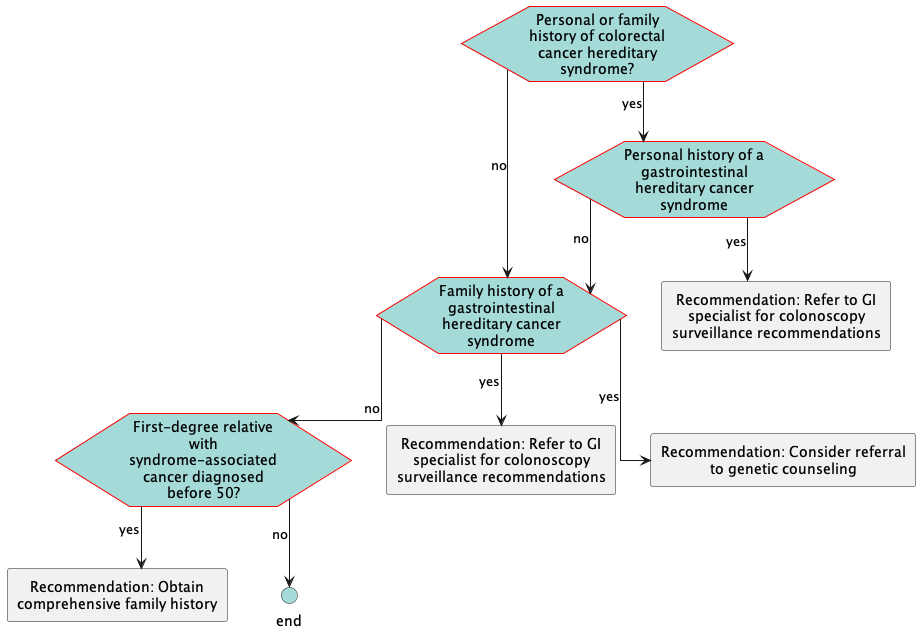 Personal or family
history of colorectal
cancer hereditary
syndrome?
yes
no
Personal history of a
gastrointestinal
hereditary cancer
syndrome
no
yes
Recommendation: Refer to GI
specialist for colonoscopy
surveillance recommendations
Family history of a
gastrointestinal
hereditary cancer
syndrome
no
yes
yes
First-degree relative
with
syndrome-associated
cancer diagnosed
before 50?
Recommendation: Refer to GI
specialist for colonoscopy
surveillance recommendations
Recommendation: Consider referral
to genetic counseling
yes
no
Recommendation: Obtain
comprehensive family history
end